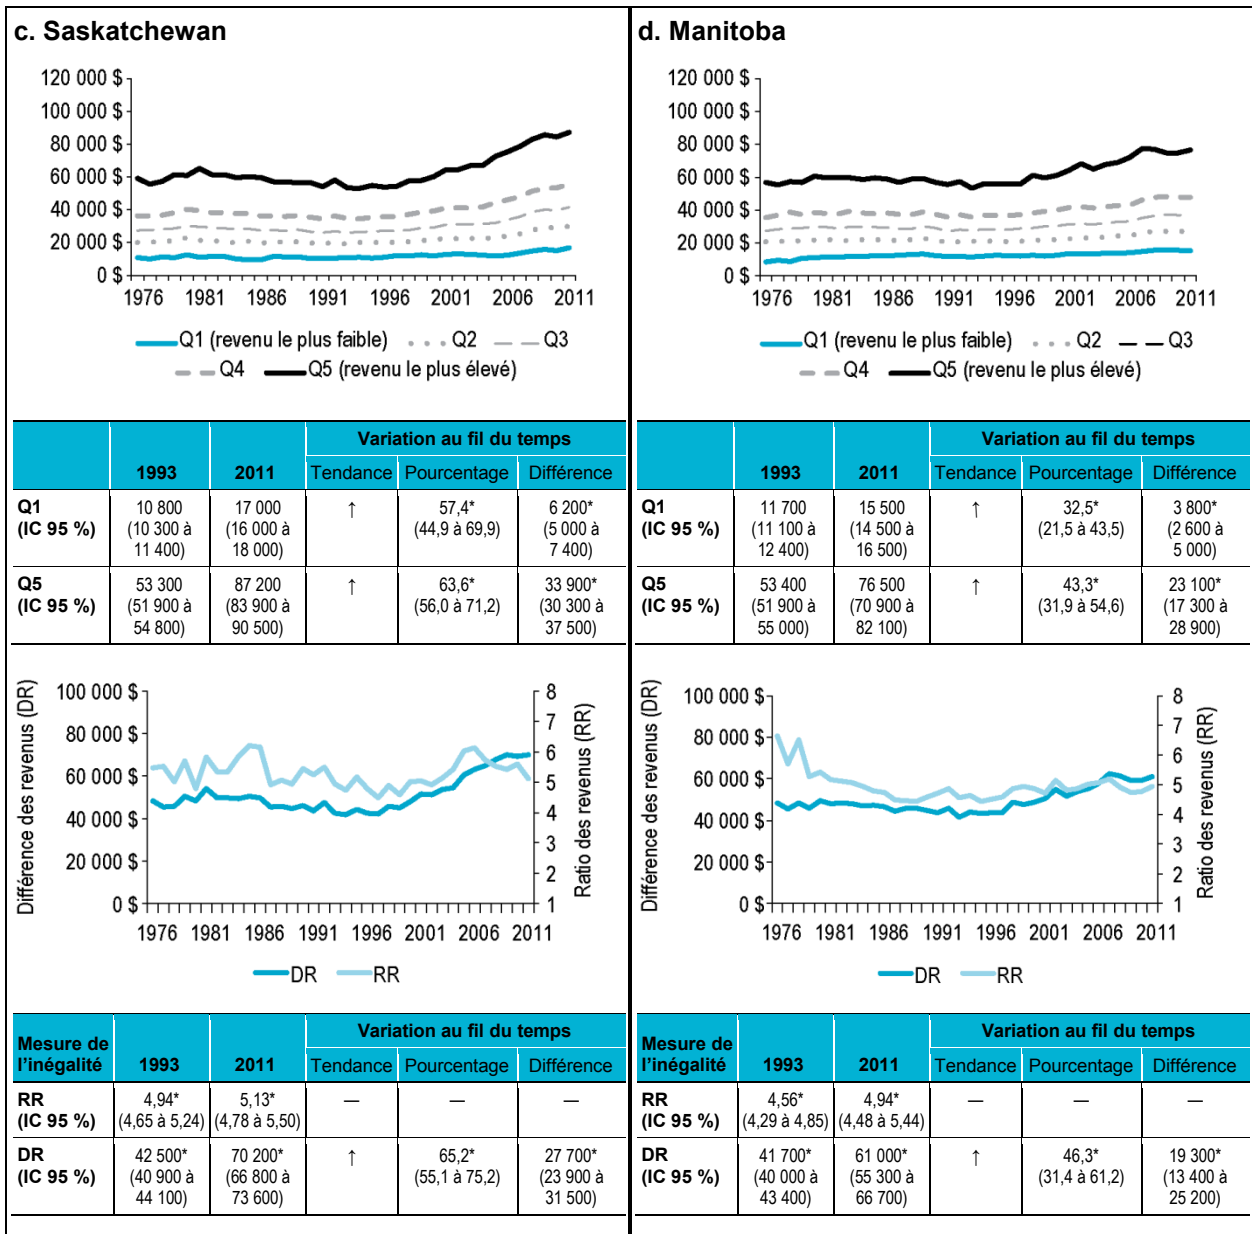 c. Saskatchewan
120 000 $
100 000 $
80 000 $
60 000 $
40 000 $
20 000 $
0 $
1976 1981 1986 1991 1996 2001 2006 2011
Q1 (revenu le plus faible) Q2 Q3
Q4 Q5 (revenu le plus élevé)
Variation au fil du temps
1993 2011 Tendance Pourcentage Différence
Q1 10 800 17 000 ↑ 57,4* 6 200*
(IC 95 %) (10 300 à (16 000 à (44,9 à 69,9) (5 000 à
11 400) 18 000) 7 400)
Q5 53 300 87 200 ↑ 63,6* 33 900*
(IC 95 %) (51 900 à (83 900 à (56,0 à 71,2) (30 300 à
54 800) 90 500) 37 500)
Différence des revenus (DR)
100 000 $
80 000 $
60 000 $
40 000 $
20 000 $
0 $
8
7
6
5
4
3
2
1
Ratio des revenus (RR)
1976 1981 1986 1991 1996 2001 2006 2011
DR RR
Variation au fil du temps
Mesure de
l'inégalité 1993 2011 Tendance Pourcentage Différence
RR 4,94* 5,13* — — —
(IC 95 %) (4,65 à 5,24) (4,78 à 5,50)
DR 42 500* 70 200* ↑ 65,2* 27 700*
(IC 95 %) (40 900 à (66 800 à (55,1 à 75,2) (23 900 à
44 100) 73 600) 31 500)
d. Manitoba
120 000 $
100 000 $
80 000 $
60 000 $
40 000 $
20 000 $
0 $
1976 1981 1986 1991 1996 2001 2006 2011
Q1 (revenu le plus faible) Q2 Q3
Q4 Q5 (revenu le plus élevé)
Variation au fil du temps
1993 2011 Tendance Pourcentage Différence
Q1 11 700 15 500 ↑ 32,5* 3 800*
(IC 95 %) (11 100 à (14 500 à (21,5 à 43,5) (2 600 à
12 400) 16 500) 5 000)
Q5 53 400 76 500 ↑ 43,3* 23 100*
(IC 95 %) (51 900 à (70 900 à (31,9 à 54,6) (17 300 à
55 000) 82 100) 28 900)
Différence des revenus (DR)
100 000 $
80 000 $
60 000 $
40 000 $
20 000 $
0 $
8
7
6
5
4
3
2
1
Ratio des revenus (RR)
1976 1981 1986 1991 1996 2001 2006 2011
DR RR
Variation au fil du temps
Mesure de
l'inégalité 1993 2011 Tendance Pourcentage Différence
RR 4,56* 4,94* — — —
(IC 95 %) (4,29 à 4,85) (4,48 à 5,44)
DR 41 700* 61 000* ↑ 46,3* 19 300*
(IC 95 %) (40 000 à (55 300 à (31,4 à 61,2) (13 400 à
43 400) 66 700) 25 200)